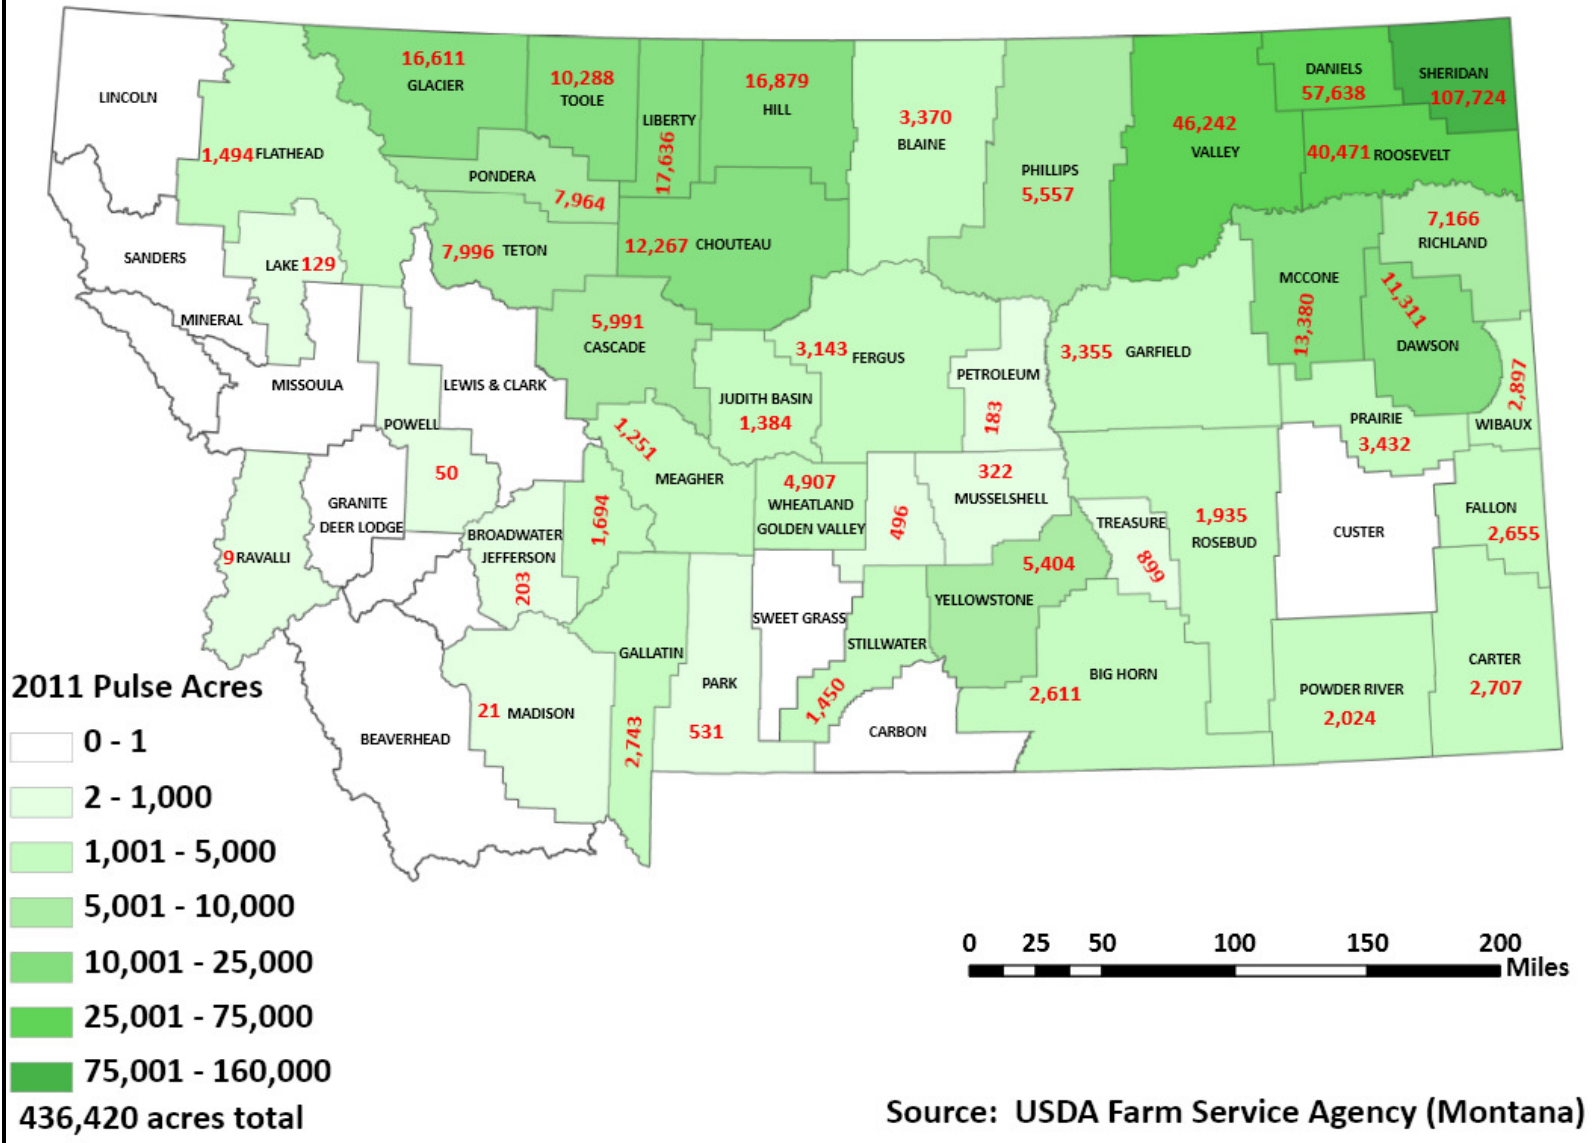 LINCOLN
16,611
GLACIER
10,288
TOOLE
LIBERTY
17,636
16,879
HILL
3,370
BLAINE
PHILLIPS
5,557
46,242
VALLEY
DANIELS
57,638
SHERIDAN
107,724
40,471 ROOSEVELT
1,494 FLATHEAD
PONDERA
7,964
7,996 TETON
12,267 CHOUTEAU
7,166
RICHLAND
SANDERS
LAKE 129
MCCONE
13,380
11,311
DAWSON
MINERAL
5,991
CASCADE
3,143 FERGUS
3,355 GARFIELD
2,897
WIBAUX
MISSOULA
LEWIS & CLARK
JUDITH BASIN
1,384
PETROLEUM
183
PRAIRIE
3,432
POWELL
50
1,251
MEAGHER
4,907
WHEATLAND
GOLDEN VALLEY
496
322
MUSSELSHELL
GRANITE
DEER LODGE
BROADWATER
JEFFERSON
203
1,694
TREASURE
899
1,935
ROSEBUD
CUSTER
FALLON
2,655
9 RAVALLI
5,404
YELLOWSTONE
SWEET GRASS
STILLWATER
1,450
GALLATIN
2,743
PARK
531
BIG HORN
2,611
POWDER RIVER
2,024
CARTER
2,707
21 MADISON
BEAVERHEAD
CARBON
2011 Pulse Acres
0 - 1
2 - 1,000
1,001 - 5,000
5,001 - 10,000
10,001 - 25,000
25,001 - 75,000
75,001 - 160,000
436,420 acres total
0 25 50 100 150 200
Miles
Source: USDA Farm Service Agency (Montana)